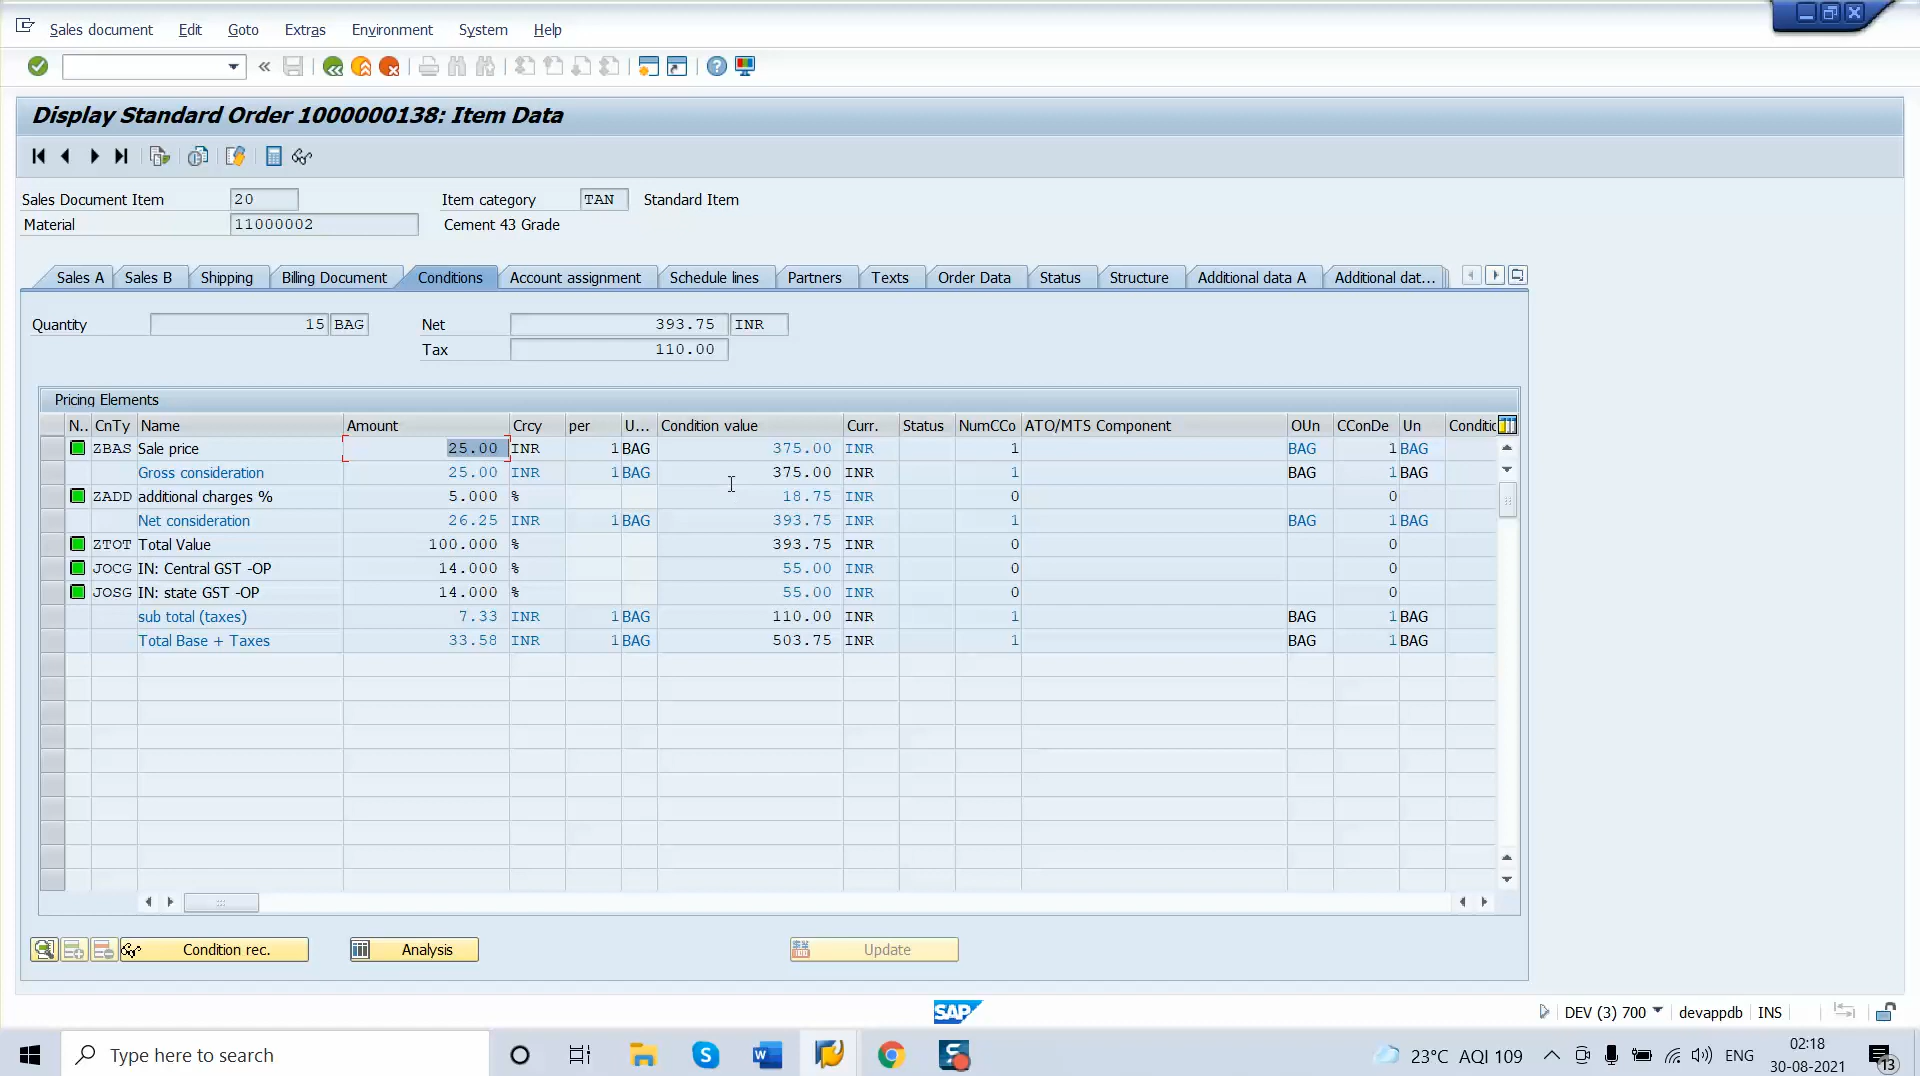 Sales document Edit Goto Extras Environment System Help
Display Standard Order 1000000138: Item Data
Sales Document Item 20 Item category TAN Standard Item
Material 11000002 Cement 43 Grade
Sales A Sales B Shipping Billing Document Conditions Account assignment Schedule lines Partners Texts Order Data Status Structure Additional data A Additional dat...
Quantity 15 BAG Net 393.75 INR
Tax 110.00
Pricing Elements
N.. CnTy Name Amount Crcy per U... Condition value Curr. Status NumCCo ATO/MTS Component OUn CConDe Un Conditic
ZBAS Sale price 25.00 INR 1 BAG 375.00 INR 1 BAG 1 BAG
Gross consideration 25.00 INR 1 BAG 375.00 INR 1 BAG 1 BAG
ZADD additional charges % 5.000 % 18.75 INR 0 0
Net consideration 26.25 INR 1 BAG 393.75 INR 1 BAG 1 BAG
ZTOT Total Value 100.000 % 393.75 INR 0 0
JOCG IN: Central GST -OP 14.000 % 55.00 INR 0 0
JOSG IN: state GST -OP 14.000 % 55.00 INR 0 0
sub total (taxes) 7.33 INR 1 BAG 110.00 INR 1 BAG 1 BAG
Total Base + Taxes 33.58 INR 1 BAG 503.75 INR 1 BAG 1 BAG
Condition rec. Analysis Update
SAP DEV (3) 700 devappdb INS
Type here to search 23°C AQI 109 ENG 02:18
30-08-2021 13